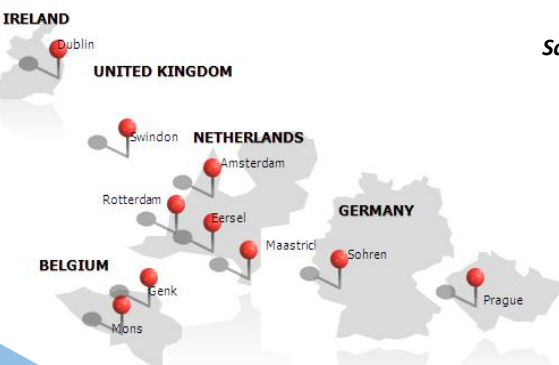 IRELAND
Dublin
UNITED KINGDOM
Swindon
NETHERLANDS
Amsterdam
Rotterdam
Eersel
GERMANY
Maastricl
Sohren
BELGIUM
Genk
Prague
Mons